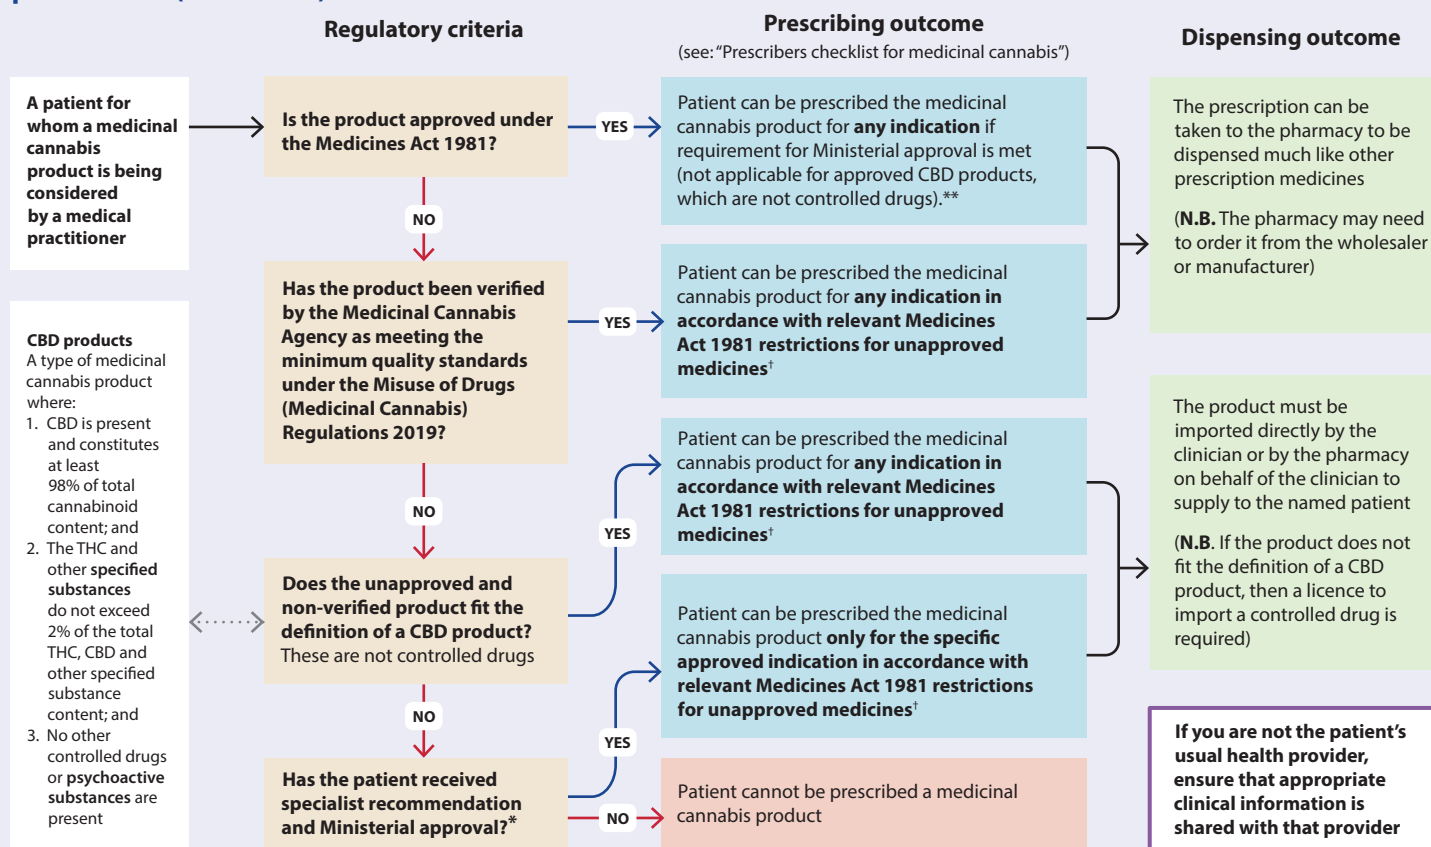 Regulatory criteria
Prescribing outcome
(see: “Prescribers checklist for medicinal cannabis”)
Dispensing outcome
A patient for
whom a medicinal
cannabis
product is being
considered
by a medical
practitioner
Is the product approved under
the Medicines Act 1981?
YES
Patient can be prescribed the medicinal
cannabis product for any indication if
requirement for Ministerial approval is met
(not applicable for approved CBD products,
which are not controlled drugs).**
The prescription can be
taken to the pharmacy to be
dispensed much like other
prescription medicines
(N.B. The pharmacy may need
to order it from the wholesaler
or manufacturer)
NO
Has the product been verified
by the Medicinal Cannabis
Agency as meeting the
minimum quality standards
under the Misuse of Drugs
(Medicinal Cannabis)
Regulations 2019?
YES
Patient can be prescribed the medicinal
cannabis product for any indication in
accordance with relevant Medicines
Act 1981 restrictions for unapproved
medicines†
CBD products
A type of medicinal
cannabis product
where:
1. CBD is present
and constitutes
at least
98% of total
cannabinoid
content; and
2. The THC and
other specified
substances
do not exceed
2% of the total
THC, CBD and
other specified
substance
content; and
3. No other
controlled drugs
or psychoactive
substances are
present
NO
Does the unapproved and
non-verified product fit the
definition of a CBD product?
These are not controlled drugs
YES
Patient can be prescribed the medicinal
cannabis product for any indication in
accordance with relevant Medicines
Act 1981 restrictions for unapproved
medicines†
The product must be
imported directly by the
clinician or by the pharmacy
on behalf of the clinician to
supply to the named patient
(N.B. If the product does not
fit the definition of a CBD
product, then a licence to
import a controlled drug is
required)
NO
Has the patient received
specialist recommendation
and Ministerial approval?*
YES
Patient can be prescribed the medicinal
cannabis product only for the specific
approved indication in accordance with
relevant Medicines Act 1981 restrictions
for unapproved medicines†
NO
Patient cannot be prescribed a medicinal
cannabis product
If you are not the patient’s
usual health provider,
ensure that appropriate
clinical information is
shared with that provider